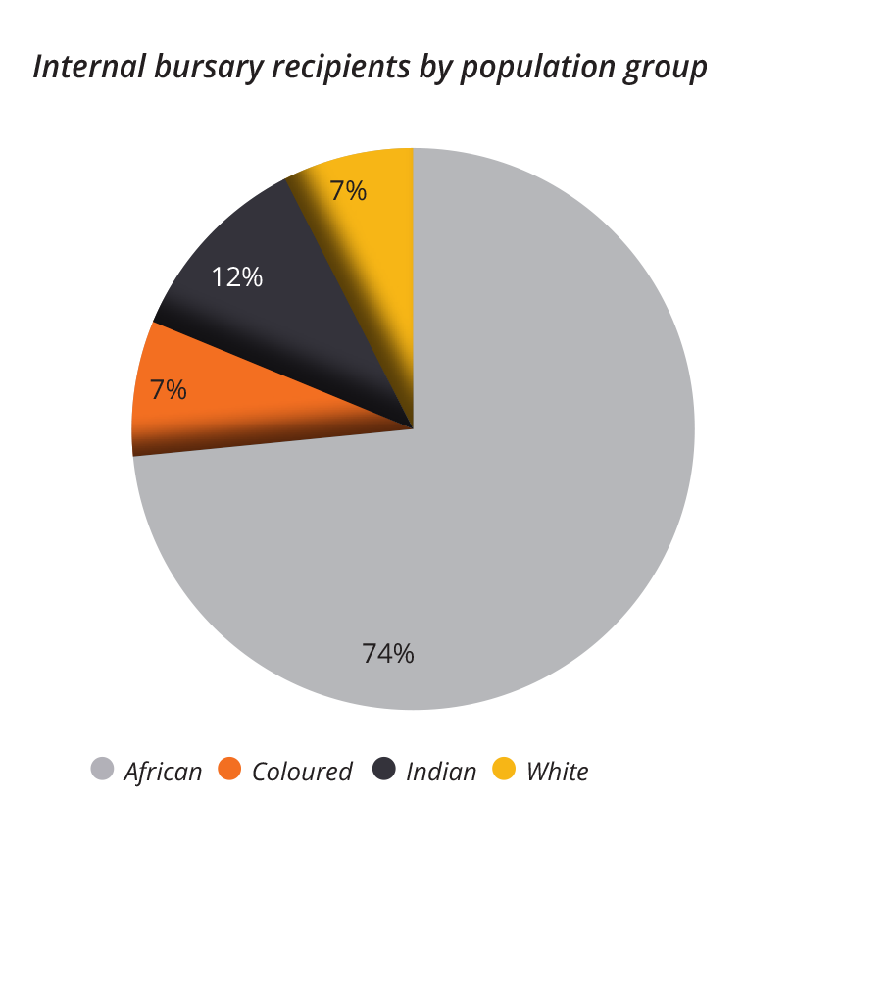 Internal bursary recipients by population group
7%
12%
7%
74%
African Coloured Indian White